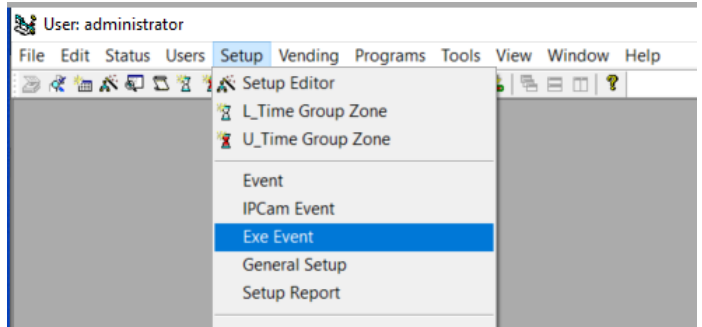 User: administrator
File Edit Status Users Setup Vending Programs Tools View Window Help
Setup Editor
L_Time Group Zone
U_Time Group Zone
Event
IPCam Event
Exe Event
General Setup
Setup Report